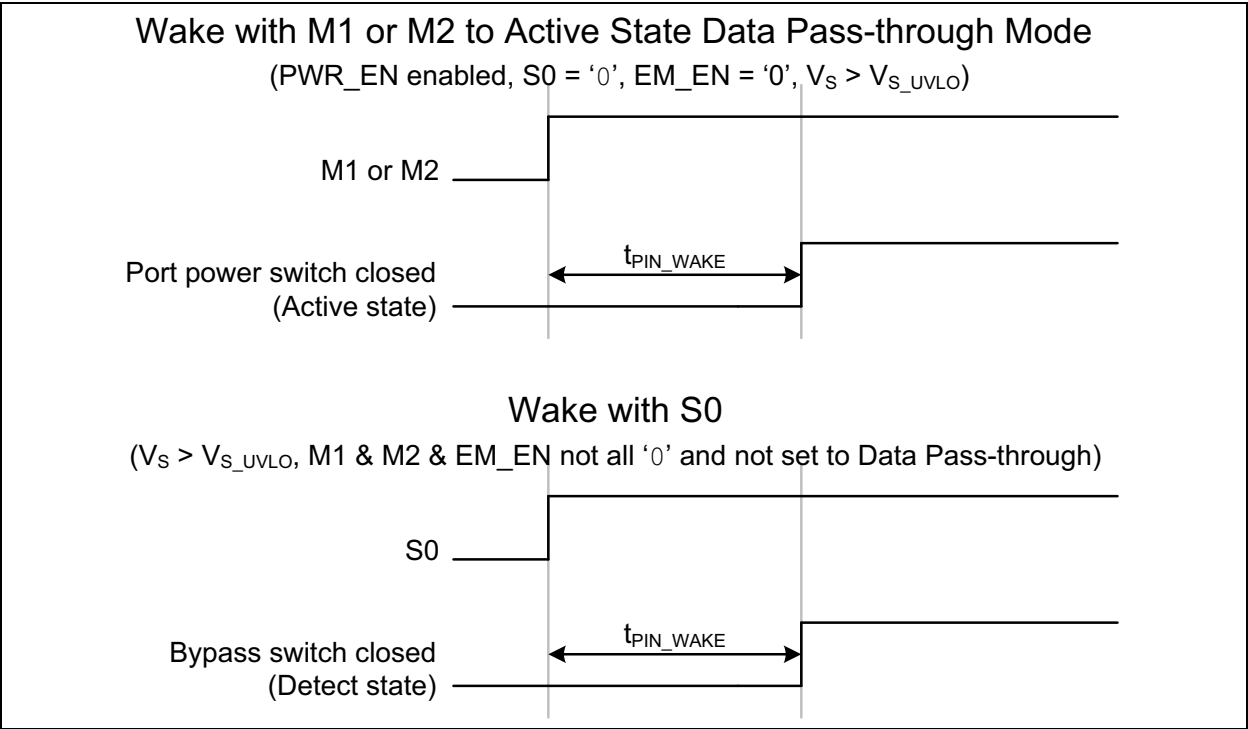 Wake with M1 or M2 to Active State Data Pass-through Mode
(PWR_EN enabled, S0 = ‘0’, EM_EN = ‘0’, VS > VS_UVLO)
M1 or M2
tPIN_WAKE
Port power switch closed
(Active state)
Wake with S0
(VS > VS_UVLO, M1 & M2 & EM_EN not all ‘0’ and not set to Data Pass-through)
S0
tPIN_WAKE
Bypass switch closed
(Detect state)